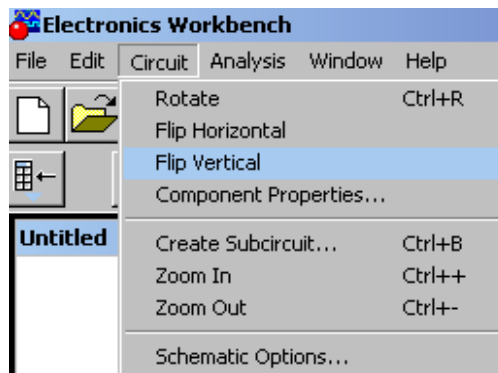 Electronics Workbench
File Edit Circuit Analysis Window Help
Rotate Ctrl+R
Flip Horizontal
Flip Vertical
Component Properties...
Untitled
Create Subcircuit... Ctrl+B
Zoom In Ctrl++
Zoom Out Ctrl+-
Schematic Options...